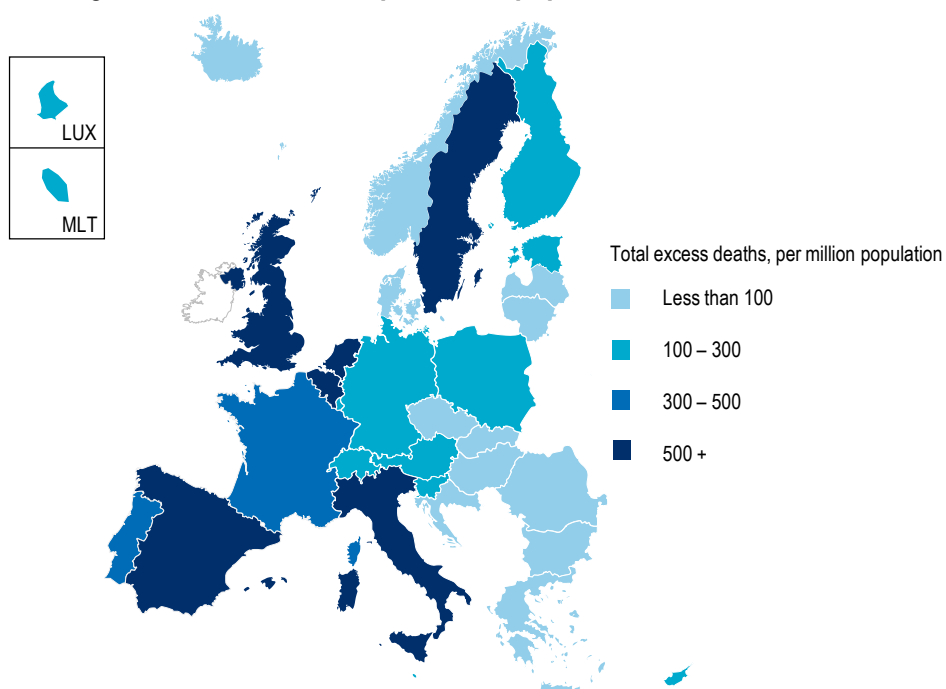 LUX
MLT
Total excess deaths, per million population
Less than 100
100 – 300
300 – 500
500 +